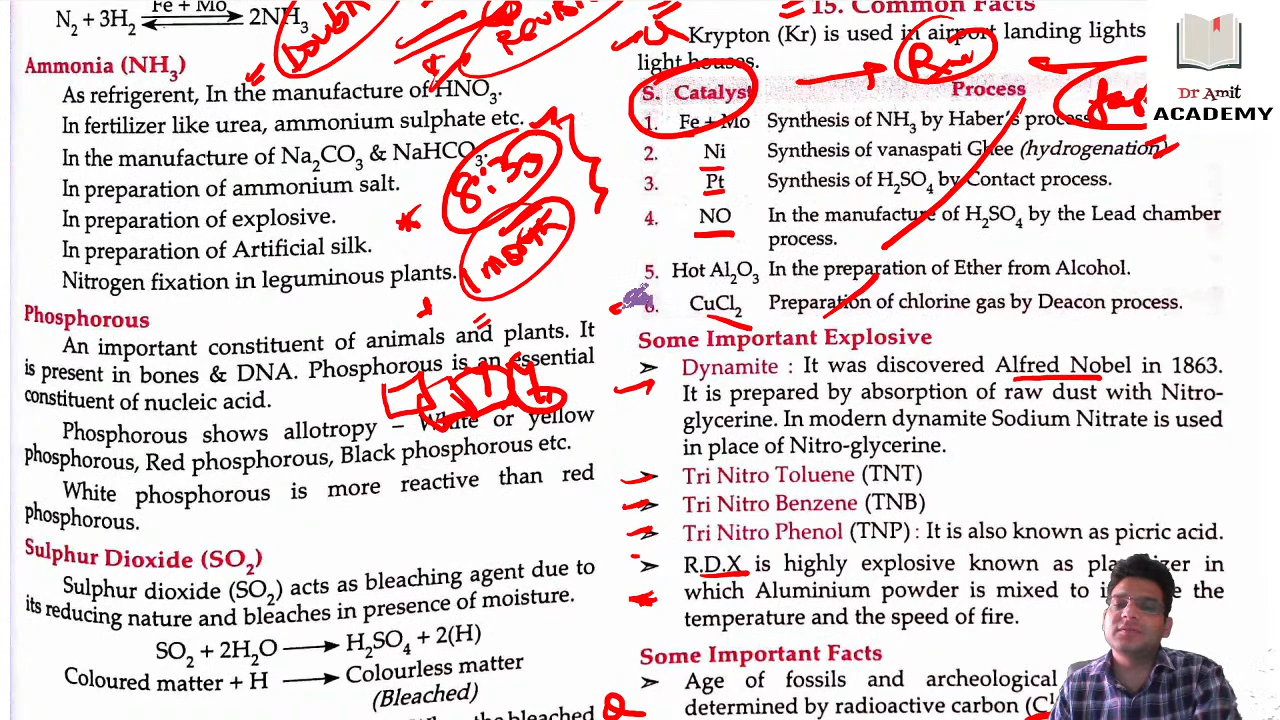 N₂ + 3H₂ Fe + Mo 2NH₃
Ammonia (NH₃)
As refrigerent, In the manufacture of HNO₃.
In fertilizer like urea, ammonium sulphate etc.
In the manufacture of Na₂CO₃ & NaHCO₃.
In preparation of ammonium salt.
In preparation of explosive.
In preparation of Artificial silk.
Nitrogen fixation in leguminous plants.
Phosphorous
An important constituent of animals and plants. It
is present in bones & DNA. Phosphorous is an essential
constituent of nucleic acid.
Phosphorous shows allotropy – White or yellow
phosphorous, Red phosphorous, Black phosphorous etc.
White phosphorous is more reactive than red
phosphorous.
Sulphur Dioxide (SO₂)
Sulphur dioxide (SO₂) acts as bleaching agent due to
its reducing nature and bleaches in presence of moisture.
SO₂ + 2H₂O ⟶ H₂SO₄ + 2(H)
Coloured matter + H ⟶ Colourless matter
(Bleached)
the bleached
Doubt
Revision
8:30
month
15. Common Facts
Krypton (Kr) is used in airport landing lights
light houses.
S. Catalyst Process
1. Fe + Mo Synthesis of NH₃ by Haber's process
2. Ni Synthesis of vanaspati Ghee (hydrogenation)
3. Pt Synthesis of H₂SO₄ by Contact process.
4. NO In the manufacture of H₂SO₄ by the Lead chamber
process.
5. Hot Al₂O₃ In the preparation of Ether from Alcohol.
6. CuCl₂ Preparation of chlorine gas by Deacon process.
Some Important Explosive
➤ Dynamite : It was discovered Alfred Nobel in 1863.
It is prepared by absorption of raw dust with Nitro-
glycerine. In modern dynamite Sodium Nitrate is used
in place of Nitro-glycerine.
➤ Tri Nitro Toluene (TNT)
➤ Tri Nitro Benzene (TNB)
➤ Tri Nitro Phenol (TNP) : It is also known as picric acid.
➤ R.D.X is highly explosive known as in
which Aluminium powder is mixed to the
temperature and the speed of fire.
Some Important Facts
➤ Age of fossils and archeological
determined by radioactive carbon (C
Dr Amit
ACADEMY